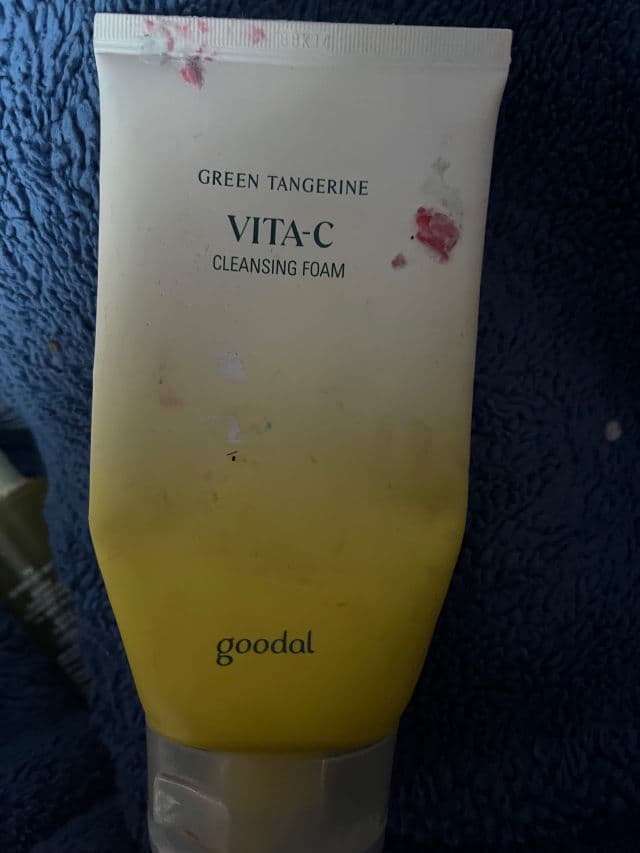 GREEN TANGERINE
VITA-C
CLEANSING FOAM
goodal